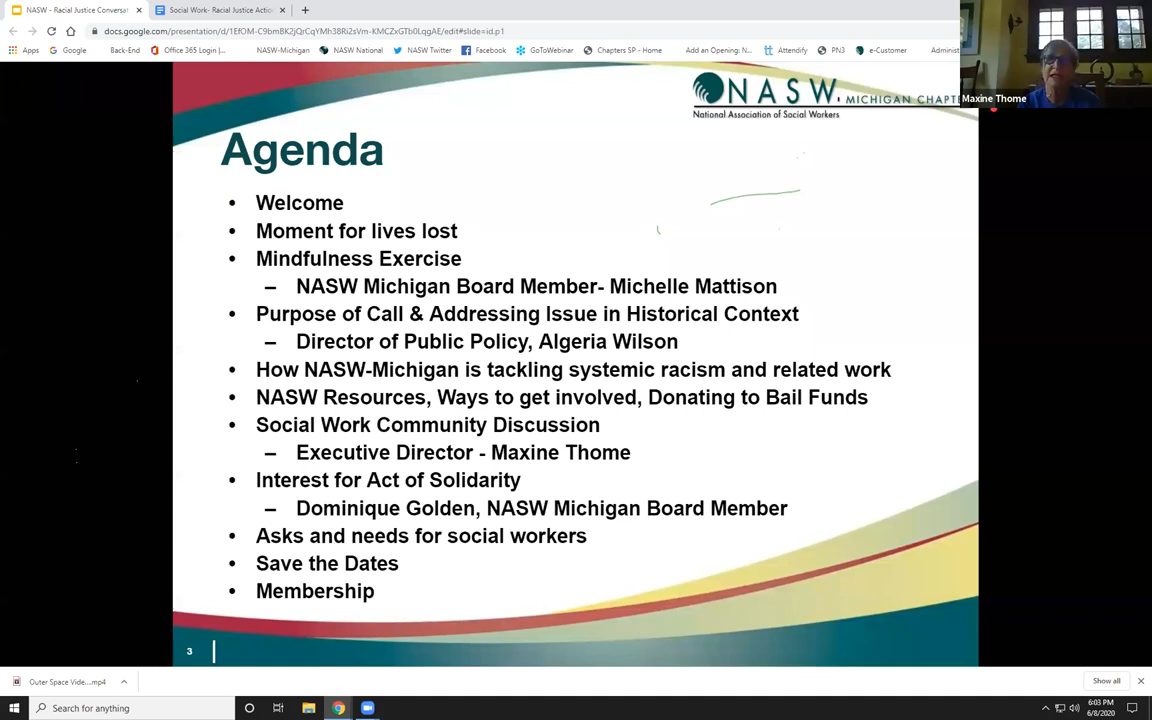 NASW - Racial Justice Conversat
Social Work- Racial Justice Actio
docs.google.com/presentation/d/1EfOM-C9bmBK2jQrCqYMh38Ri2sVm-KMCZxGTb0LqgAE/edit#slide=id.p1
Apps Google Back-End Office 365 Login |... NASW-Michigan NASW National NASW Twitter Facebook GoToWebinar Chapters SP - Home Add an Opening: N... Attendify PN3 e-Customer Administ
NASW MICHIGAN CHAPT
National Association of Social Workers
Maxine Thome
Agenda
• Welcome
• Moment for lives lost
• Mindfulness Exercise
– NASW Michigan Board Member- Michelle Mattison
• Purpose of Call & Addressing Issue in Historical Context
– Director of Public Policy, Algeria Wilson
• How NASW-Michigan is tackling systemic racism and related work
• NASW Resources, Ways to get involved, Donating to Bail Funds
• Social Work Community Discussion
– Executive Director - Maxine Thome
• Interest for Act of Solidarity
– Dominique Golden, NASW Michigan Board Member
• Asks and needs for social workers
• Save the Dates
• Membership
3
Outer Space Vide....mp4
Show all
Search for anything
6:03 PM
6/8/2020